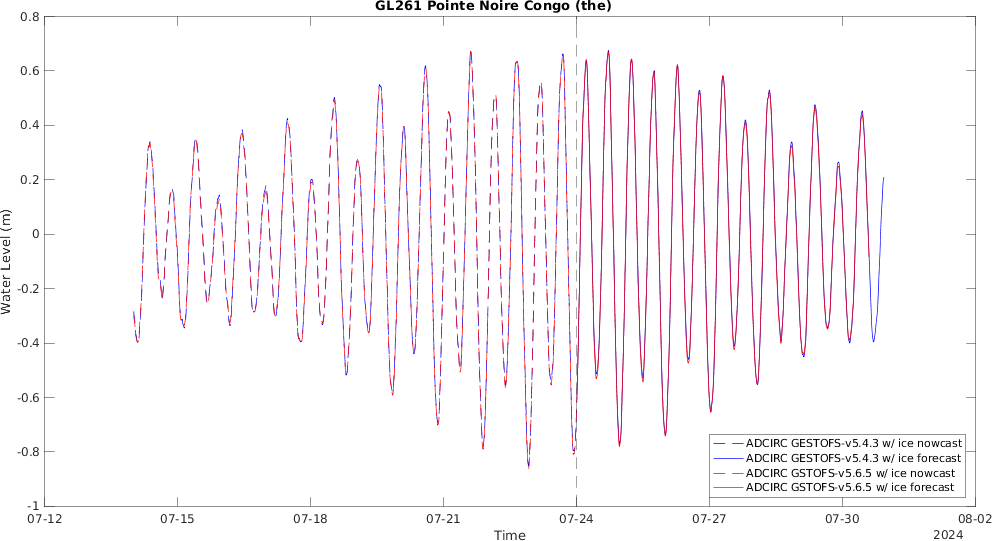 GL261 Pointe Noire Congo (the)
0.8
0.6
0.4
0.2
0
-0.2
-0.4
-0.6
-0.8
-1
Water Level (m)
07-12
07-15
07-18
07-21
07-24
07-27
07-30
08-02
Time
2024
ADCIRC GESTOFS-v5.4.3 w/ ice nowcast
ADCIRC GESTOFS-v5.4.3 w/ ice forecast
ADCIRC GSTOFS-v5.6.5 w/ ice nowcast
ADCIRC GSTOFS-v5.6.5 w/ ice forecast